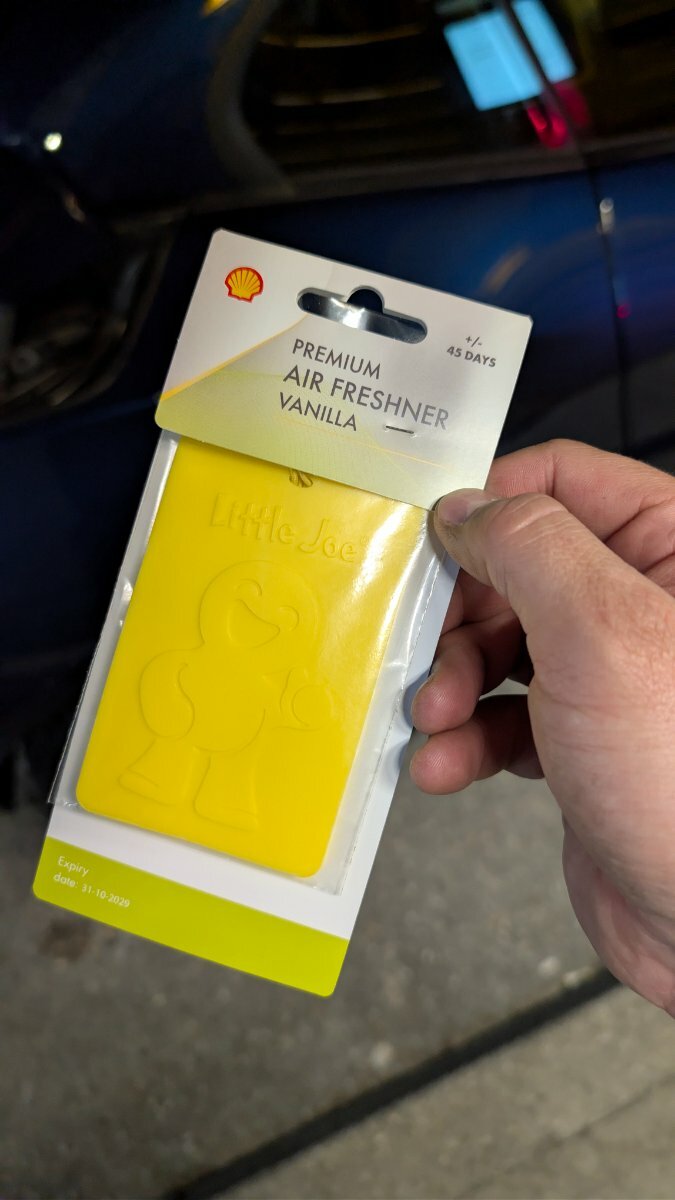 +/-
45 DAYS
PREMIUM
AIR FRESHNER
VANILLA
Little Joe
Expiry
date: 31-10-2029